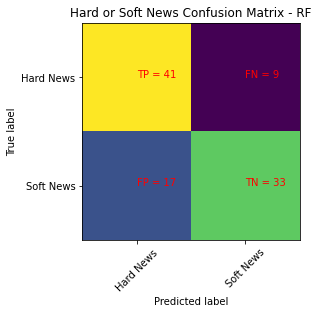 Hard or Soft News Confusion Matrix - RF
True label
Hard News
TP = 41
FN = 9
Soft News
FP = 17
TN = 33
Hard News
Soft News
Predicted label